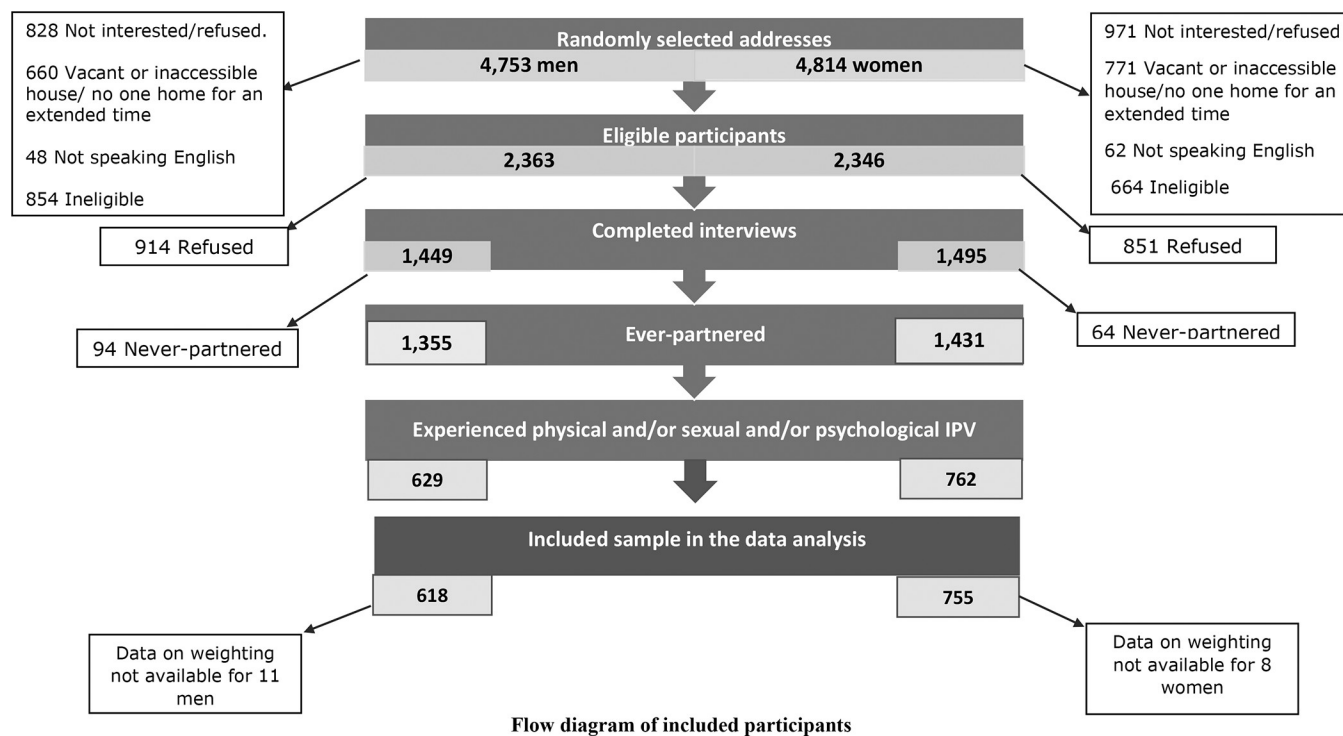 828 Not interested/refused.
660 Vacant or inaccessible
house/ no one home for an
extended time
48 Not speaking English
854 Ineligible
Randomly selected addresses
4,753 men
4,814 women
971 Not interested/refused
771 Vacant or inaccessible
house/no one home for an
extended time
62 Not speaking English
664 Ineligible
Eligible participants
2,363
2,346
914 Refused
851 Refused
Completed interviews
1,449
1,495
94 Never-partnered
64 Never-partnered
Ever-partnered
1,355
1,431
Experienced physical and/or sexual and/or psychological IPV
629
762
Included sample in the data analysis
618
755
Data on weighting
not available for 11
men
Data on weighting
not available for 8
women
Flow diagram of included participants